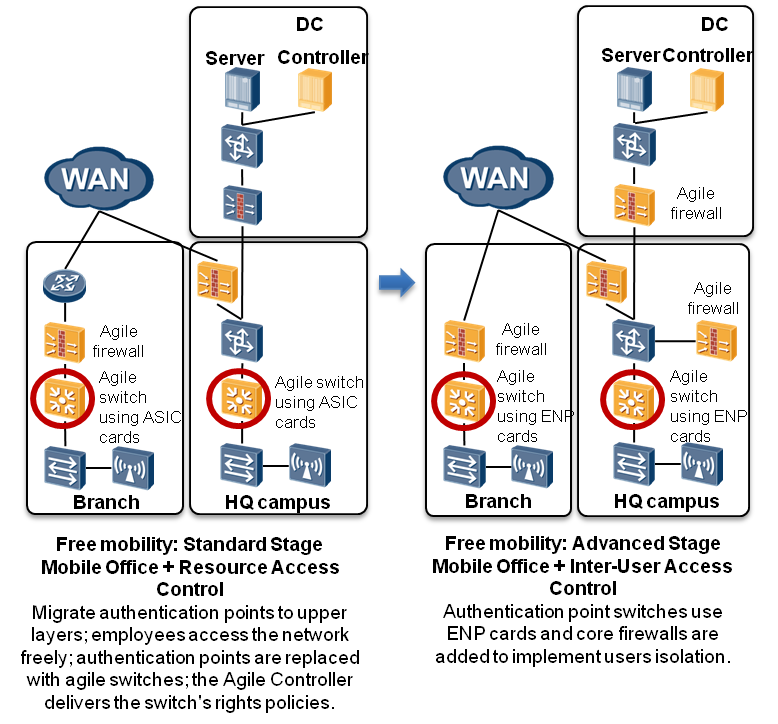 DC
Server
Controller
WAN
Agile
firewall
Agile
switch
using ASIC
cards
Agile switch
using ASIC
cards
Branch
HQ campus
Free mobility: Standard Stage
Mobile Office + Resource Access
Control
Migrate authentication points to upper
layers; employees access the network
freely; authentication points are replaced
with agile switches; the Agile Controller
delivers the switch's rights policies.
DC
Server
Controller
WAN
Agile
firewall
Agile
firewall
Agile
firewall
Agile
switch
using ENP
cards
Agile
switch
using ENP
cards
Branch
HQ campus
Free mobility: Advanced Stage
Mobile Office + Inter-User Access
Control
Authentication point switches use
ENP cards and core firewalls are
added to implement users isolation.